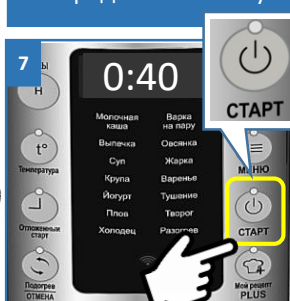 7
Н
0:40
СТАРТ
Молочная каша
Варка на пару
Выпечка
Овсянка
Суп
Жарка
Крупа
Варенье
Йогурт
Тушение
Плов
Творог
Холодец
Разогрев
t°
Температура
Отложенный старт
Подогрев
ОТМЕНА
МЕНЮ
СТАРТ
Мой рецепт
PLUS